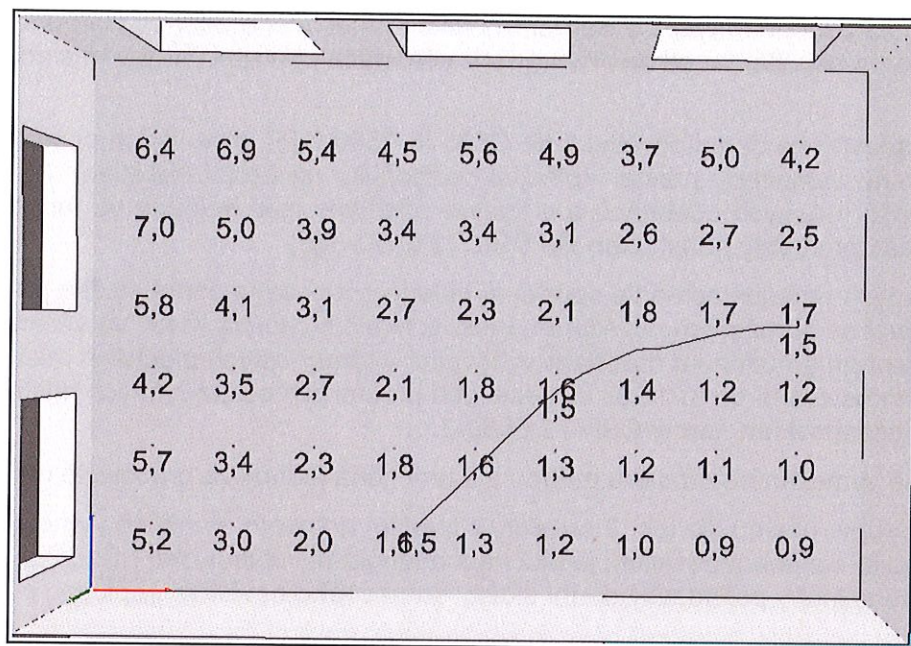 6,4 6,9 5,4 4,5 5,6 4,9 3,7 5,0 4,2
7,0 5,0 3,9 3,4 3,4 3,1 2,6 2,7 2,5
5,8 4,1 3,1 2,7 2,3 2,1 1,8 1,7 1,7
1,5
4,2 3,5 2,7 2,1 1,8 1,6 1,4 1,2 1,2
1,5
5,7 3,4 2,3 1,8 1,6 1,3 1,2 1,1 1,0
5,2 3,0 2,0 1,6 1,5 1,3 1,2 1,0 0,9 0,9